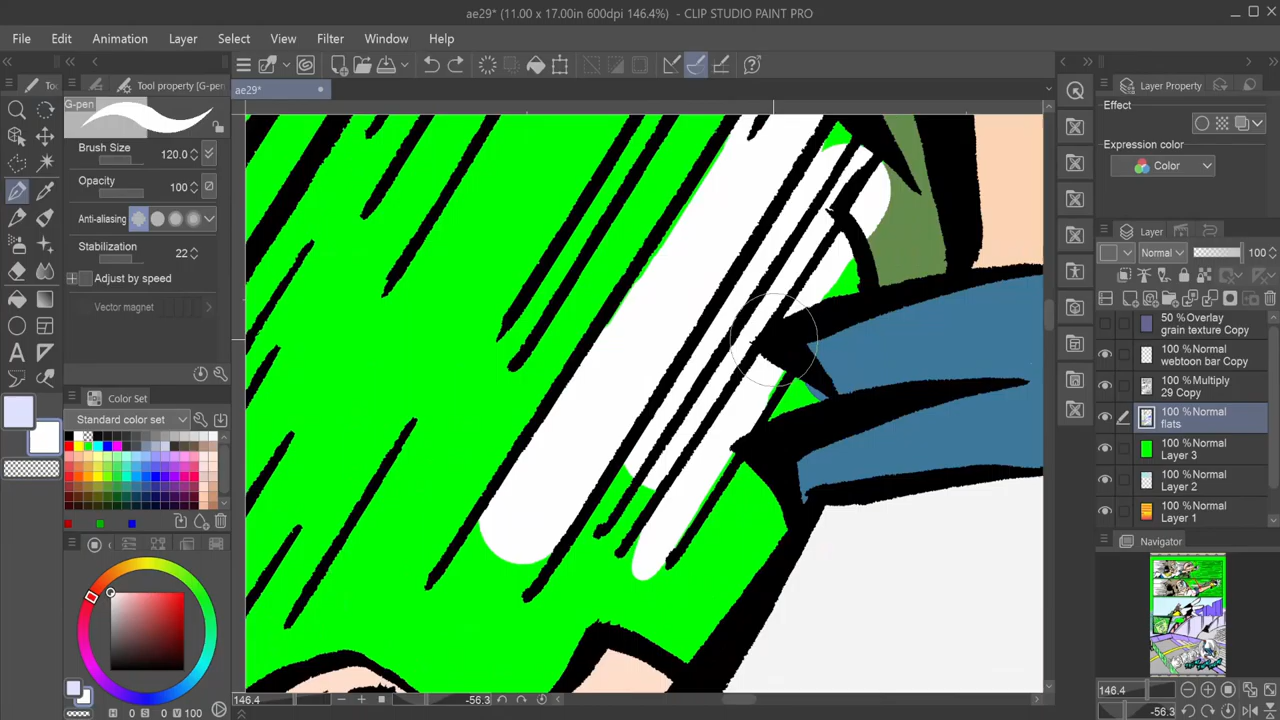 ae29* (11.00 x 17.00in 600dpi 146.4%) - CLIP STUDIO PAINT PRO
File Edit Animation Layer Select View Filter Window Help
Tool property [G-pen
ae29*
Layer Property
G-pen
Effect
Brush Size 120.0
Expression color
Opacity 100
Color
Anti-aliasing
Layer
Stabilization 22
Normal 100
Adjust by speed
Vector magnet
50 %Overlay
grain texture Copy
100 %Normal
webtoon bar Copy
100 %Multiply
29 Copy
Color Set
100 %Normal
flats
Standard color set
100 %Normal
Layer 3
100 %Normal
Layer 2
100 %Normal
Layer 1
Navigator
146.4 -56.3
146.4
H 0 S 0 V 100
-56.3